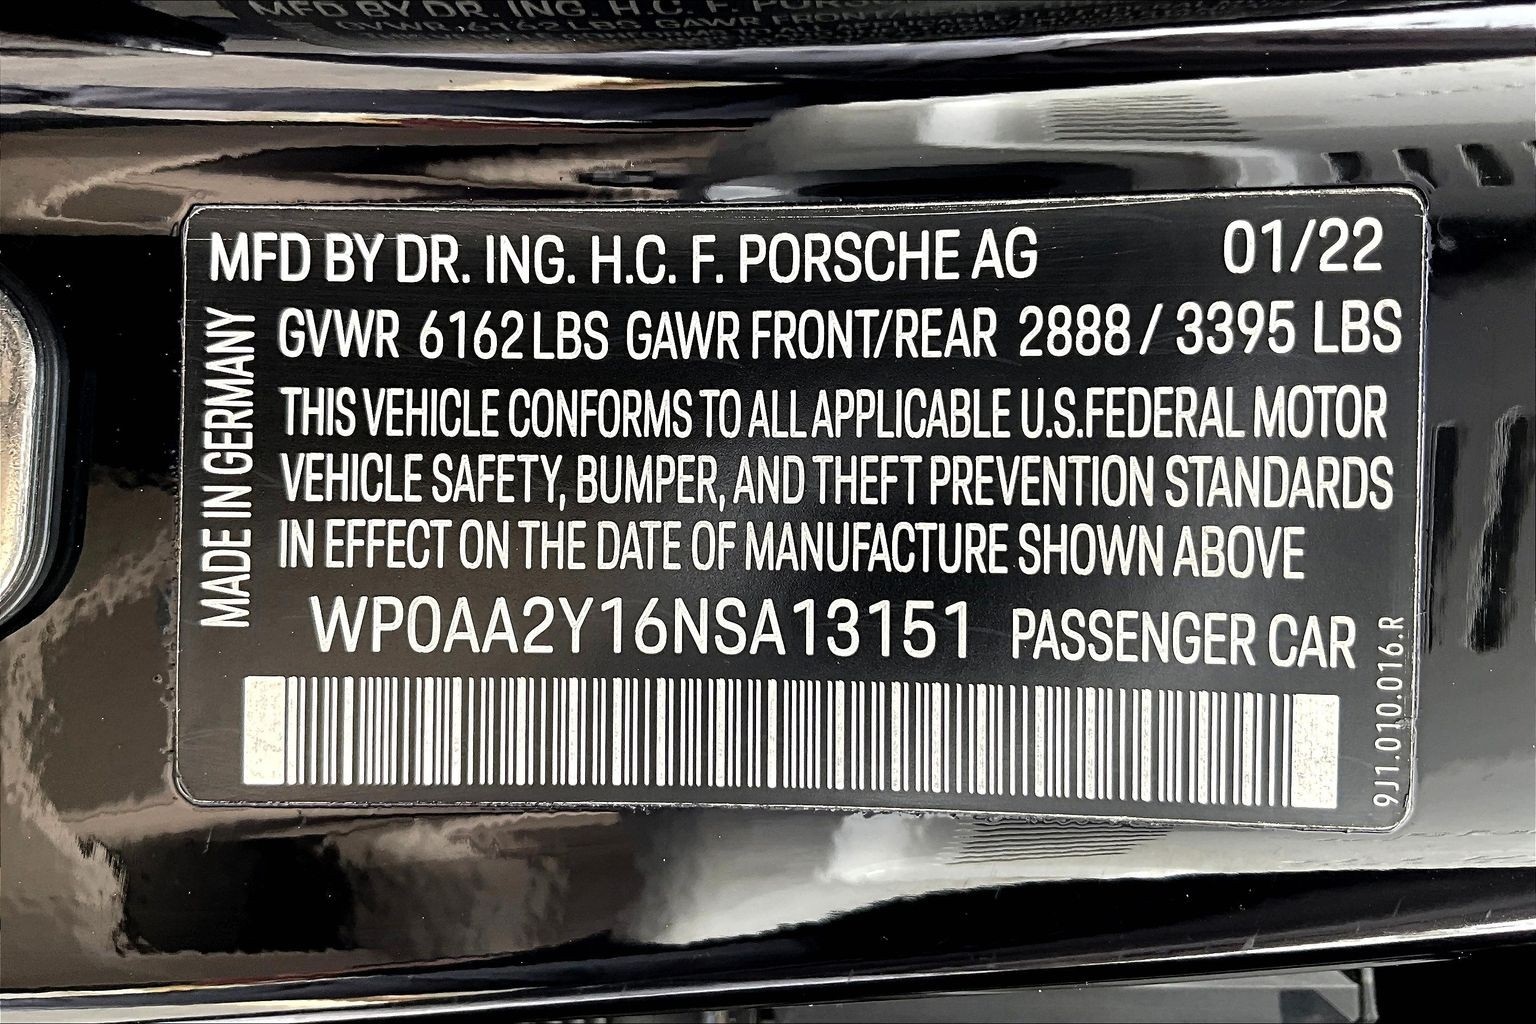 MFD BY DR. ING. H.C. F. PORSCHE AG 01/22
GVWR 6162 LBS GAWR FRONT/REAR 2888 / 3395 LBS
THIS VEHICLE CONFORMS TO ALL APPLICABLE U.S.FEDERAL MOTOR
VEHICLE SAFETY, BUMPER, AND THEFT PREVENTION STANDARDS
IN EFFECT ON THE DATE OF MANUFACTURE SHOWN ABOVE
WP0AA2Y16NSA13151 PASSENGER CAR
MADE IN GERMANY
9J1.010.016.R